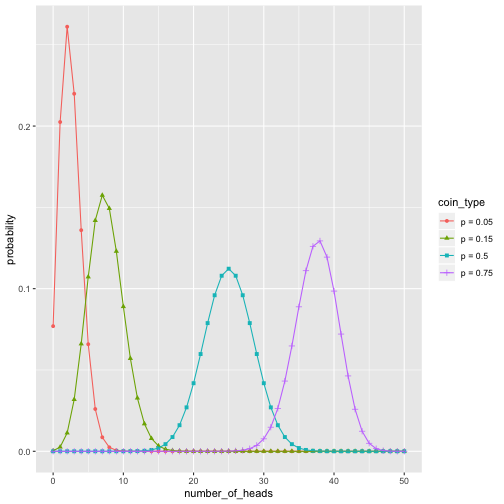 probability
0.2
0.1
0.0
0
10
20
30
40
50
number_of_heads
coin_type
p = 0.05
p = 0.15
p = 0.5
p = 0.75